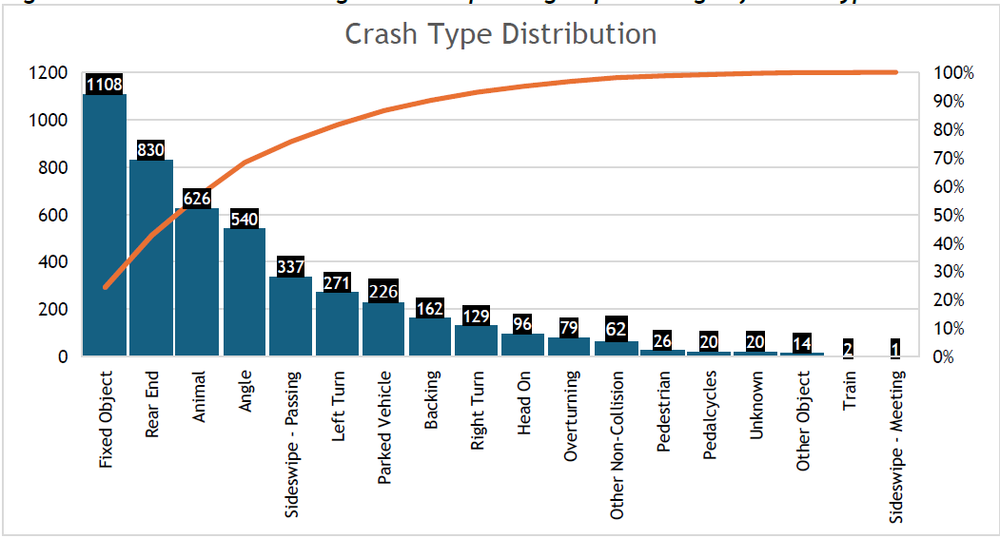 Crash Type Distribution
1200
1000
800
600
400
200
0
100%
90%
80%
70%
60%
50%
40%
30%
20%
10%
0%
1108
830
626
540
337
271
226
162
129
96
79
62
26
20
20
14
2
1
Fixed Object
Rear End
Animal
Angle
Sideswipe - Passing
Left Turn
Parked Vehicle
Backing
Right Turn
Head On
Overturning
Other Non-Collision
Pedestrian
Pedalcycles
Unknown
Other Object
Train
Sideswipe - Meeting